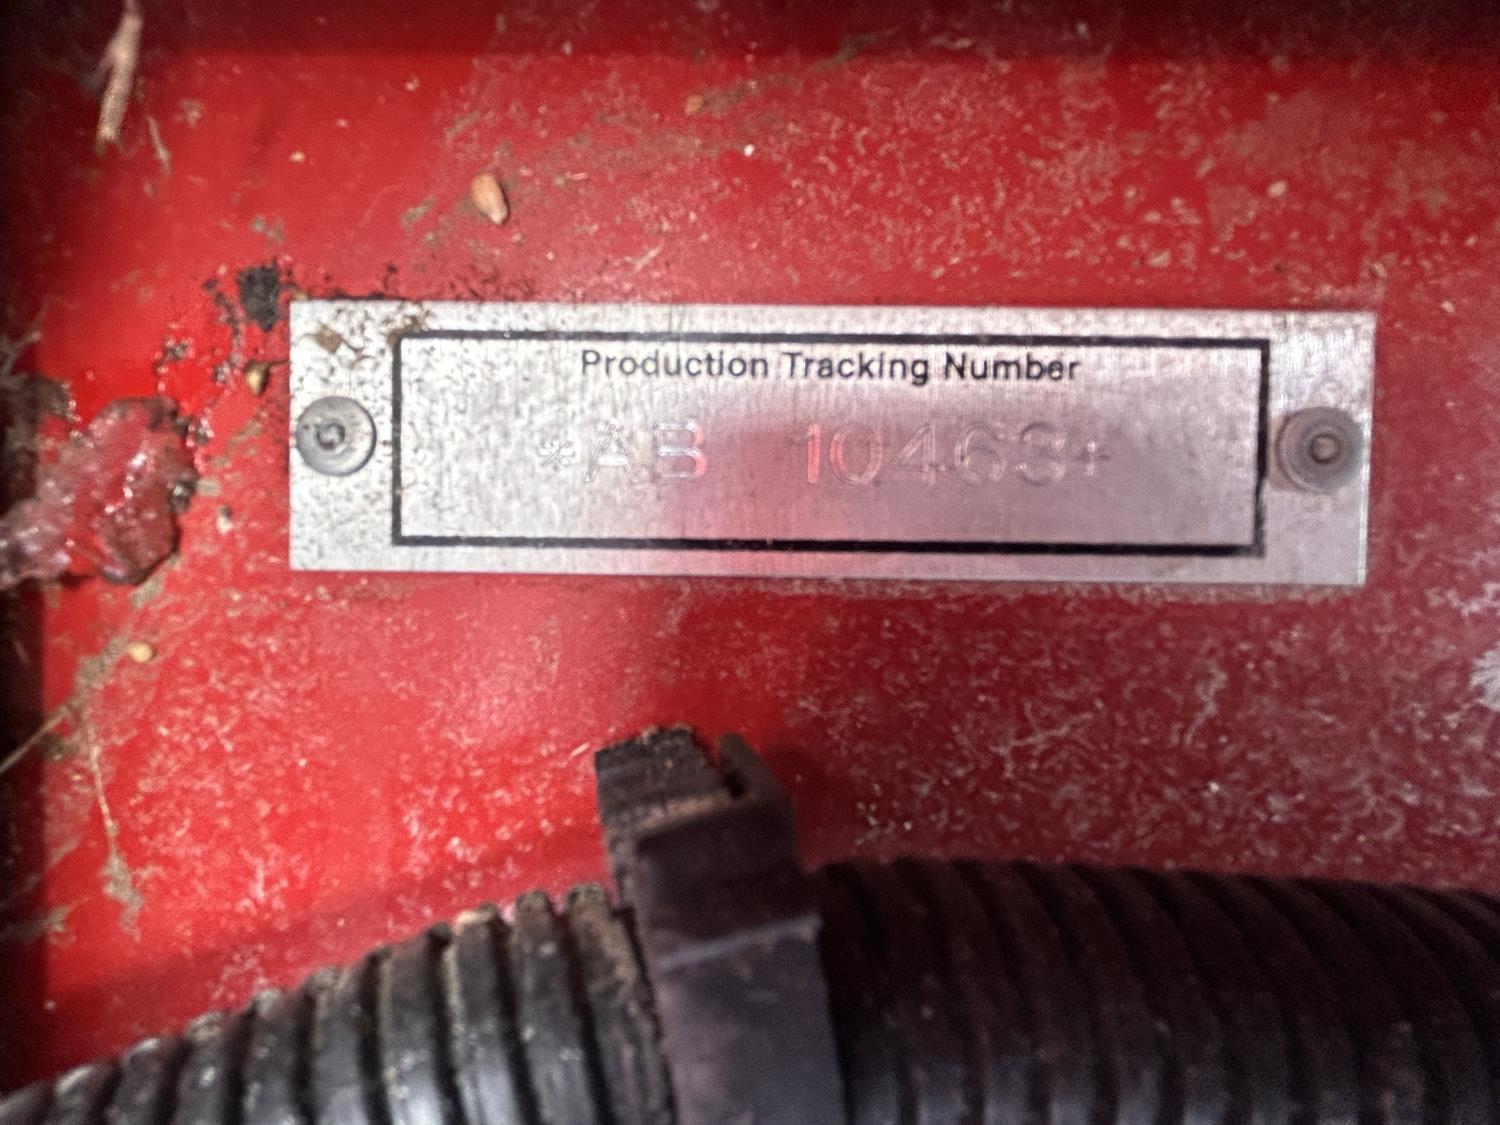 Production Tracking Number
*AB 10463*